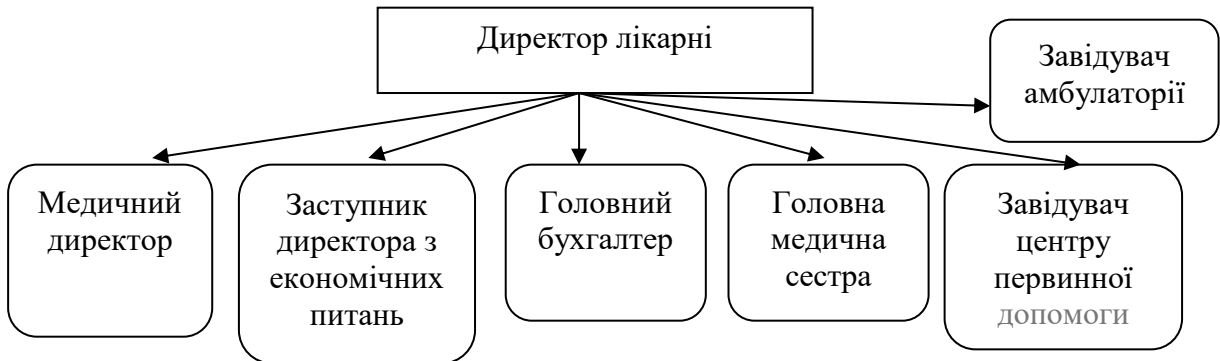 Директор лікарні
Завідувач
амбулаторії
Медичний
директор
Заступник
директора з
економічних
питань
Головний
бухгалтер
Головна
медична
сестра
Завідувач
центру
первинної
допомоги